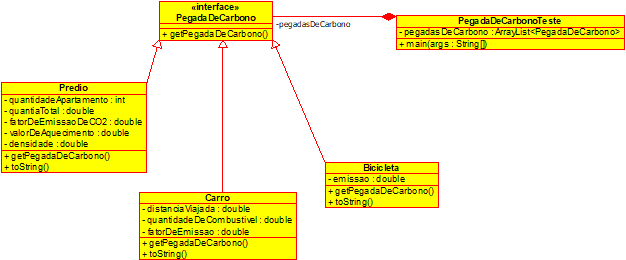 «interface»
PegadaDeCarbono
+ getPegadaDeCarbono()
-pegadasDeCarbono
PegadaDeCarbonoTeste
- pegadasDeCarbono : ArrayList<PegadaDeCarbono>
+ main(args : String[])
Predio
- quantidadeApartamento : int
- quantiaTotal : double
- fatorDeEmissaoDeCO2 : double
- valorDeAquecimento : double
- densidade : double
+ getPegadaDeCarbono()
+ toString()
Carro
- distanciaViajada : double
- quantidadeDeCombustivel : double
- fatorDeEmissao : double
+ getPegadaDeCarbono()
+ toString()
Bicicleta
- emissao : double
+ getPegadaDeCarbono()
+ toString()